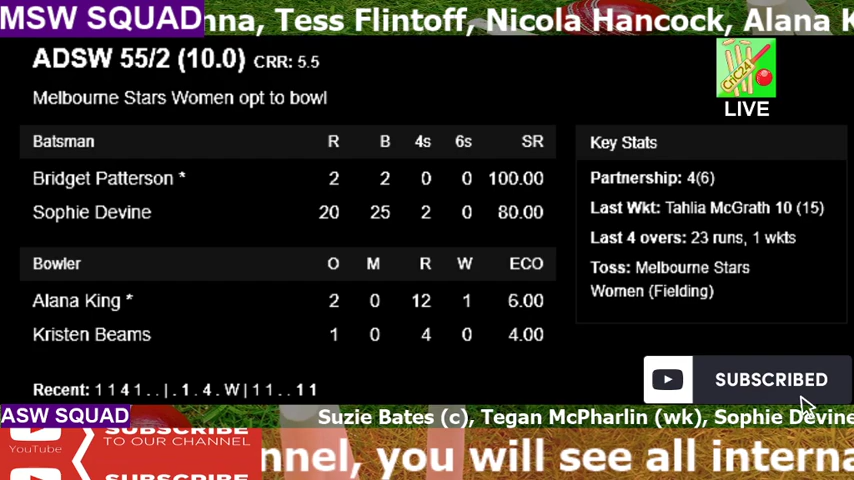 MSW SQUAD nna, Tess Flintoff, Nicola Hancock, Alana K
ADSW 55/2 (10.0) CRR: 5.5
CriC24
LIVE
Melbourne Stars Women opt to bowl
Batsman R B 4s 6s SR
Bridget Patterson * 2 2 0 0 100.00
Sophie Devine 20 25 2 0 80.00
Key Stats
Partnership: 4(6)
Last Wkt: Tahlia McGrath 10 (15)
Last 4 overs: 23 runs, 1 wkts
Toss: Melbourne Stars
Women (Fielding)
Bowler O M R W ECO
Alana King * 2 0 12 1 6.00
Kristen Beams 1 0 4 0 4.00
Recent: 1 1 4 1 . . | . 1 . 4 . W | 1 1 . . 1 1
SUBSCRIBED
ASW SQUAD Suzie Bates (c), Tegan McPharlin (wk), Sophie Devine
YouTube
SUBSCRIBE
TO OUR CHANNEL
SUBSCRIBE
nnel, you will see all interna